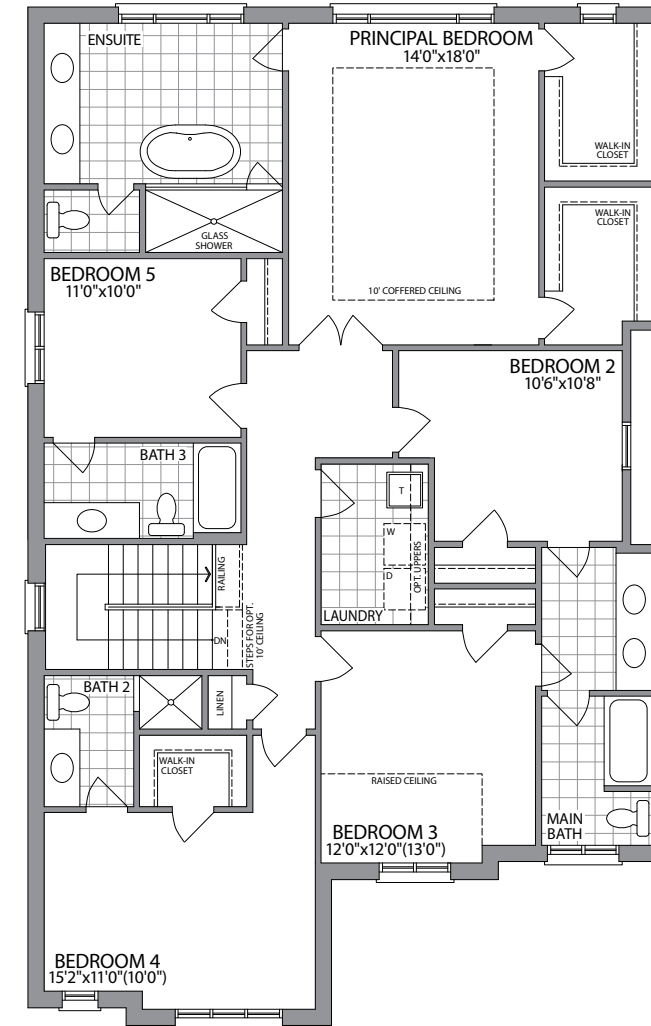 ENSUITE
PRINCIPAL BEDROOM
14'0"x18'0"
WALK-IN
CLOSET
WALK-IN
CLOSET
GLASS
SHOWER
10' COFFERED CEILING
BEDROOM 5
11'0"x10'0"
BEDROOM 2
10'6"x10'8"
BATH 3
T
W
D
OPT. UPPERS
LAUNDRY
RAILING
DN
STEPS FOR OPT.
10' CEILING
BATH 2
LINEN
WALK-IN
CLOSET
RAISED CEILING
BEDROOM 3
12'0"x12'0"(13'0")
MAIN
BATH
BEDROOM 4
15'2"x11'0"(10'0")